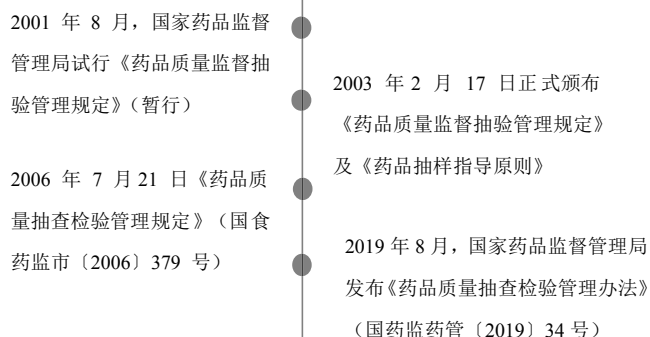 2001 年 8 月，国家药品监督
管理局试行《药品质量监督抽
验管理规定》（暂行）
2003 年 2 月 17 日正式颁布
《药品质量监督抽验管理规定》
及《药品抽样指导原则》
2006 年 7 月 21 日《药品质
量抽查检验管理规定》（国食
药监市〔2006〕379 号）
2019 年 8 月，国家药品监督管理局
发布《药品质量抽查检验管理办法》
（国药监药管〔2019〕34 号）